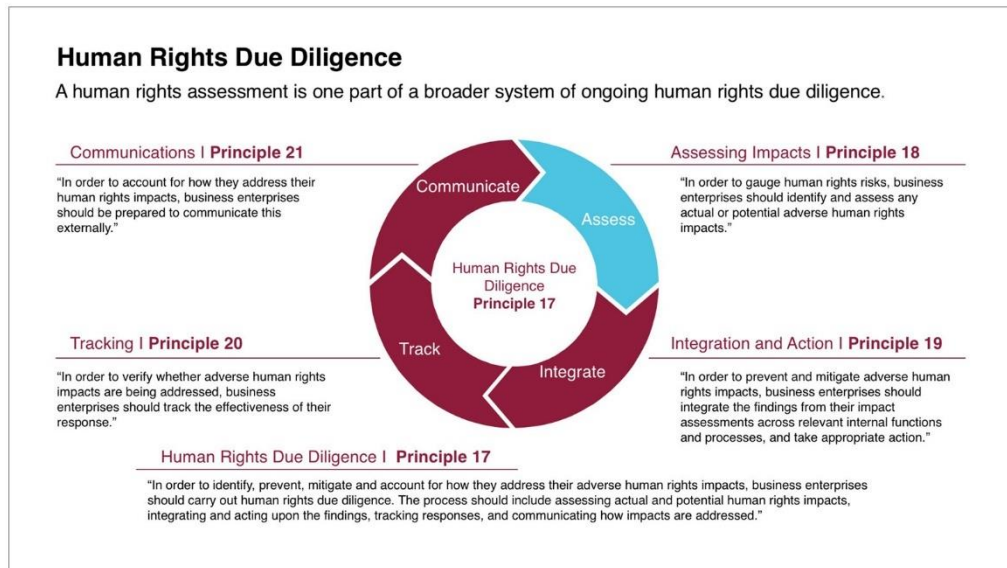 Human Rights Due Diligence
A human rights assessment is one part of a broader system of ongoing human rights due diligence.
Communications I Principle 21
“In order to account for how they address their
human rights impacts, business enterprises
should be prepared to communicate this
externally.”
Communicate
Assess
Assessing Impacts I Principle 18
“In order to gauge human rights risks, business
enterprises should identify and assess any
actual or potential adverse human rights
impacts.”
Human Rights Due
Diligence
Principle 17
Tracking I Principle 20
“In order to verify whether adverse human rights
impacts are being addressed, business
enterprises should track the effectiveness of their
response.”
Track
Integrate
Integration and Action I Principle 19
“In order to prevent and mitigate adverse human
rights impacts, business enterprises should
integrate the findings from their impact
assessments across relevant internal functions
and processes, and take appropriate action.”
Human Rights Due Diligence I Principle 17
“In order to identify, prevent, mitigate and account for how they address their adverse human rights impacts, business enterprises
should carry out human rights due diligence. The process should include assessing actual and potential human rights impacts,
integrating and acting upon the findings, tracking responses, and communicating how impacts are addressed.”